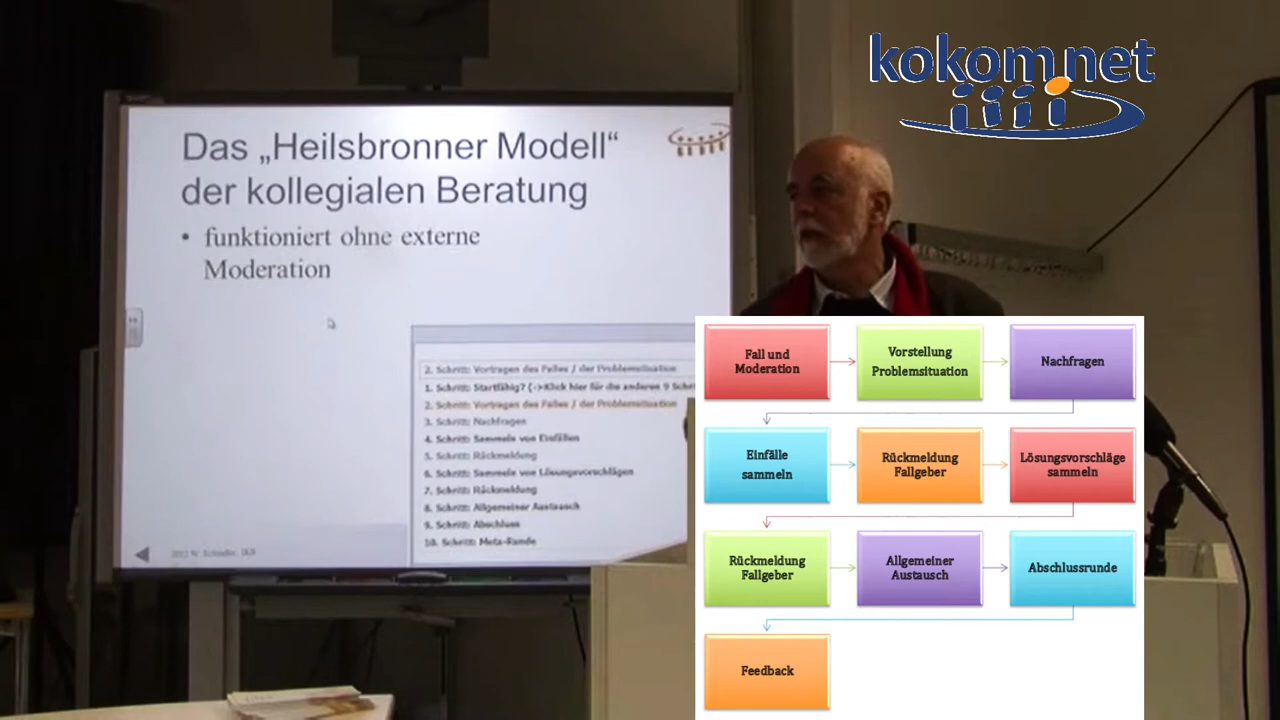 kokom.net
Das „Heilsbronner Modell“
der kollegialen Beratung
• funktioniert ohne externe
Moderation
2. Schritt: Vortragen des Falles / der Problemsituation
1. Schritt: Startfähig? (->Klick hier für die anderen 9 Schri
2. Schritt: Vortragen des Falles / der Problemsituation
3. Schritt: Nachfragen
4. Schritt: Sammeln von Einfällen
5. Schritt: Rückmeldung
6. Schritt: Sammeln von Lösungsvorschlägen
7. Schritt: Rückmeldung
8. Schritt: Allgemeiner Austausch
9. Schritt: Abschluss
10. Schritt: Meta-Runde
Fall und
Moderation
Vorstellung
Problemsituation
Nachfragen
Einfälle
sammeln
Rückmeldung
Fallgeber
Lösungsvorschläge
sammeln
Rückmeldung
Fallgeber
Allgemeiner
Austausch
Abschlussrunde
Feedback